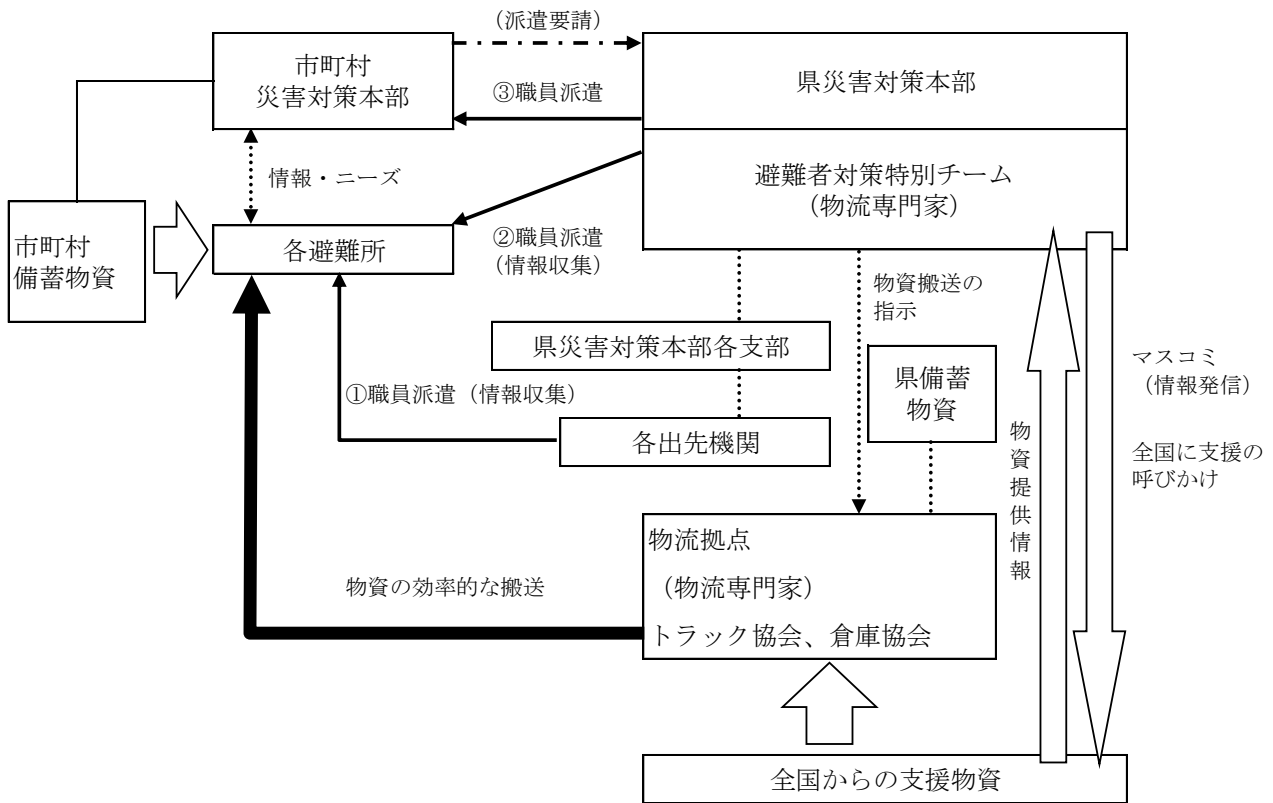 （派遣要請）
市町村
災害対策本部
県災害対策本部
③職員派遣
避難者対策特別チーム
（物流専門家）
情報・ニーズ
市町村
備蓄物資
各避難所
②職員派遣
（情報収集）
物資搬送の
指示
県災害対策本部各支部
県備蓄
物資
マスコミ
（情報発信）
①職員派遣（情報収集）
各出先機関
物資提供情報
全国に支援の
呼びかけ
物流拠点
（物流専門家）
トラック協会、倉庫協会
物資の効率的な搬送
全国からの支援物資